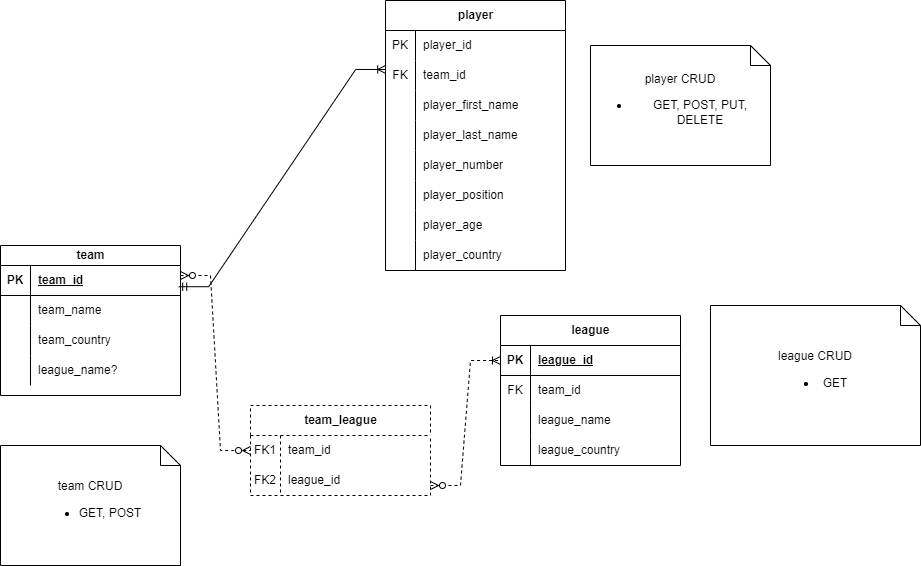 player
PK player_id
FK team_id
player_first_name
player_last_name
player_number
player_position
player_age
player_country
player CRUD
• GET, POST, PUT,
DELETE
team
PK team_id
team_name
team_country
league_name?
league
PK league_id
FK team_id
league_name
league_country
league CRUD
• GET
team_league
FK1 team_id
FK2 league_id
team CRUD
• GET, POST